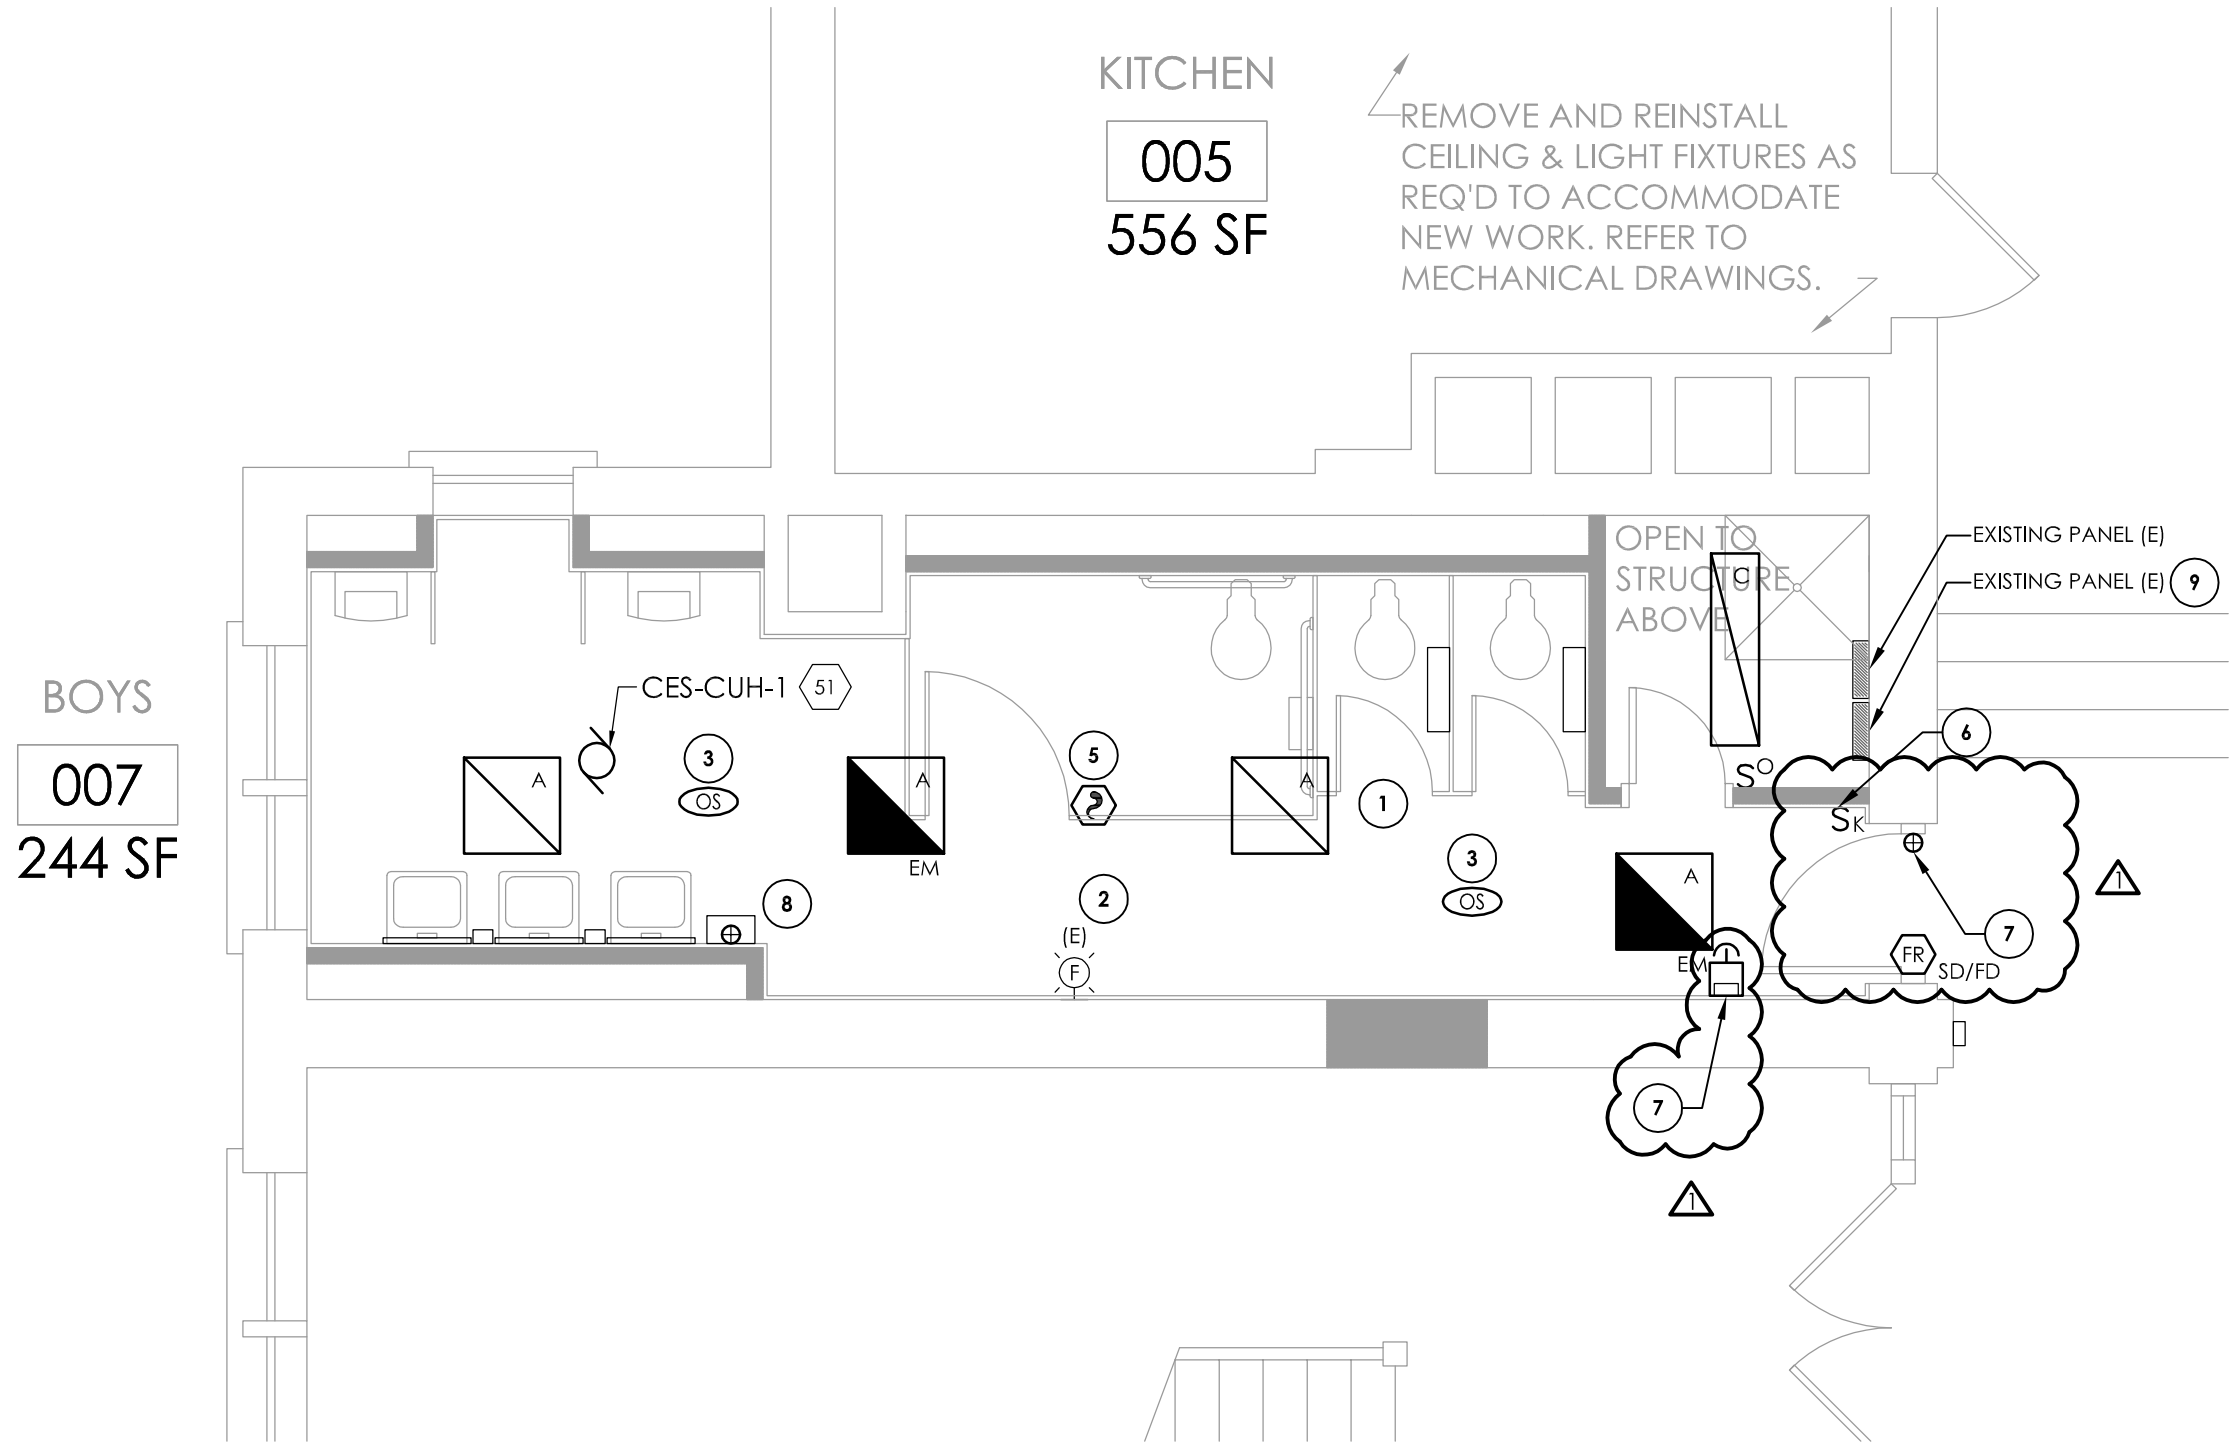 KITCHEN
005
556 SF
REMOVE AND REINSTALL
CEILING & LIGHT FIXTURES AS
REQ'D TO ACCOMMODATE
NEW WORK. REFER TO
MECHANICAL DRAWINGS.
OPEN TO
STRUCTURE
ABOVE
C
EXISTING PANEL (E)
EXISTING PANEL (E)
9
BOYS
007
244 SF
CES-CUH-1
51
3
OS
A
A
EM
5
2
A
1
3
OS
8
2
(E)
F
A
EM
S O
6
S K
7
FR
SD/FD
1
7
1